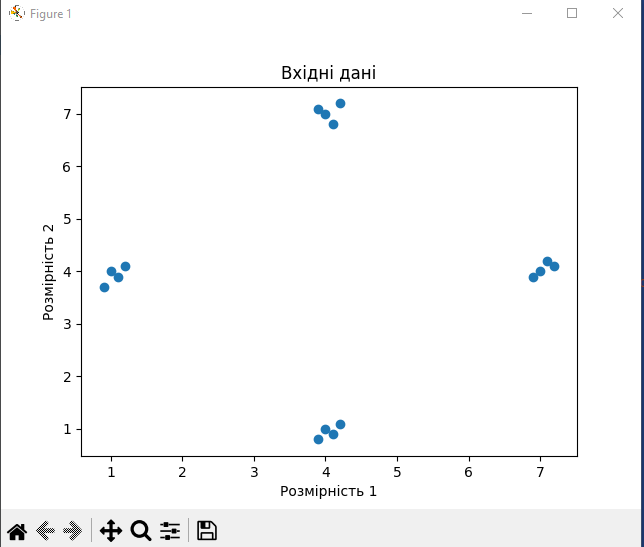 Figure 1
Вхідні дані
7
6
5
4
3
2
1
Розмірність 2
1 2 3 4 5 6 7
Розмірність 1